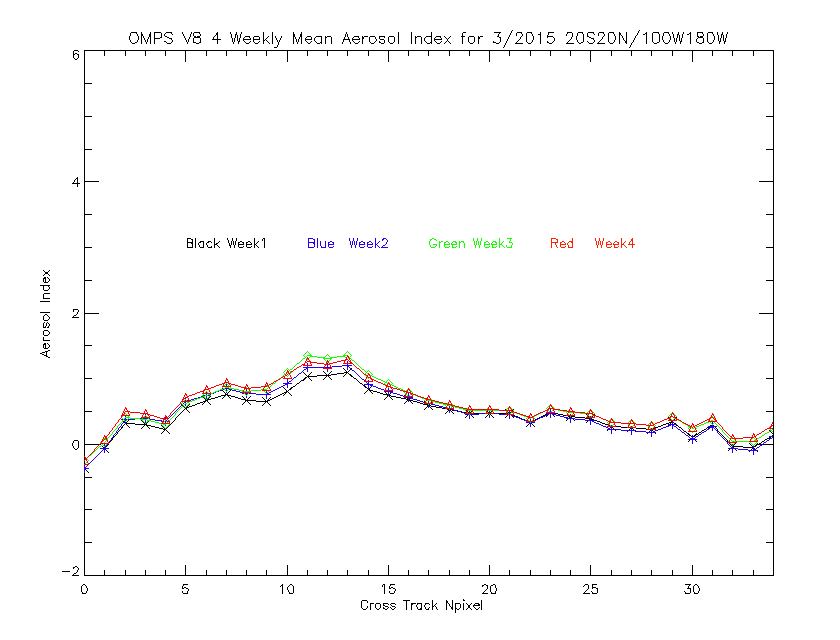 OMPS V8 4 Weekly Mean Aerosol Index for 3/2015 20S20N/100W180W
6
4
Black Week1 Blue Week2 Green Week3 Red Week4
Aerosol Index
2
0
-2
0 5 10 15 20 25 30
Cross Track Npixel